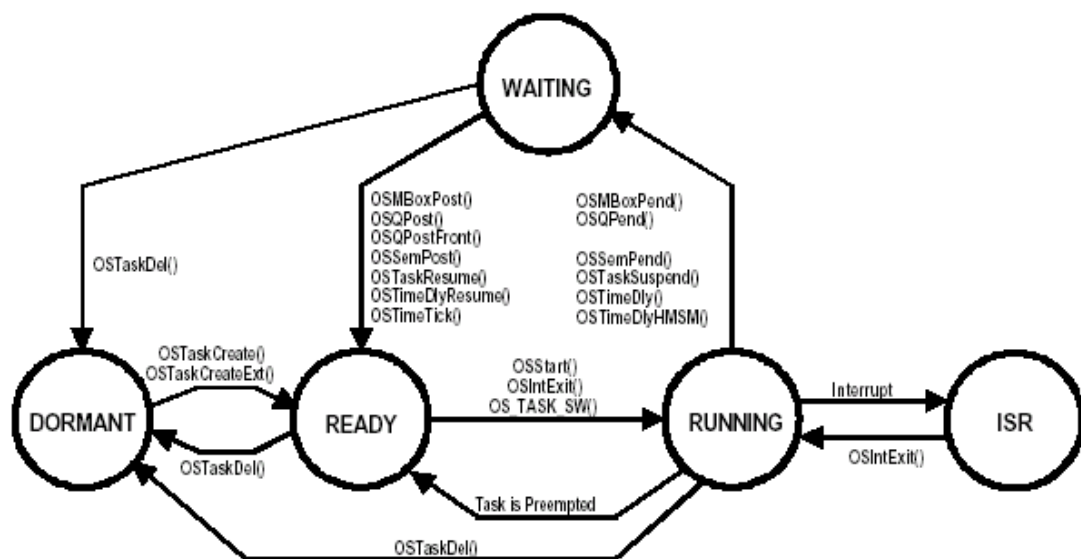 WAITING
OSMBoxPost()
OSQPost()
OSQPostFront()
OSSemPost()
OSTaskResume()
OSTimeDlyResume()
OSTimeTick()
OSMBoxPend()
OSQPend()
OSSemPend()
OSTaskSuspend()
OSTimeDly()
OSTimeDlyHMSM()
OSTaskDel()
OSTaskCreate()
OSTaskCreateExt()
OSStart()
OSIntExit()
OS_TASK_SW()
Interrupt
DORMANT
READY
RUNNING
ISR
OSTaskDel()
OSIntExit()
Task is Preempted
OSTaskDel()